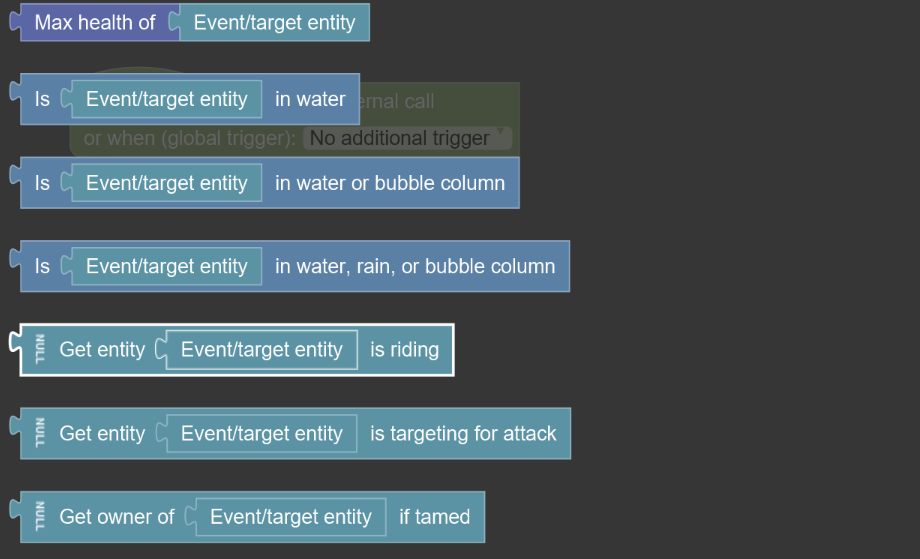 Max health of Event/target entity
Is Event/target entity in water
ernal call
or when (global trigger): No additional trigger
Is Event/target entity in water or bubble column
Is Event/target entity in water, rain, or bubble column
NULL Get entity Event/target entity is riding
NULL Get entity Event/target entity is targeting for attack
NULL Get owner of Event/target entity if tamed